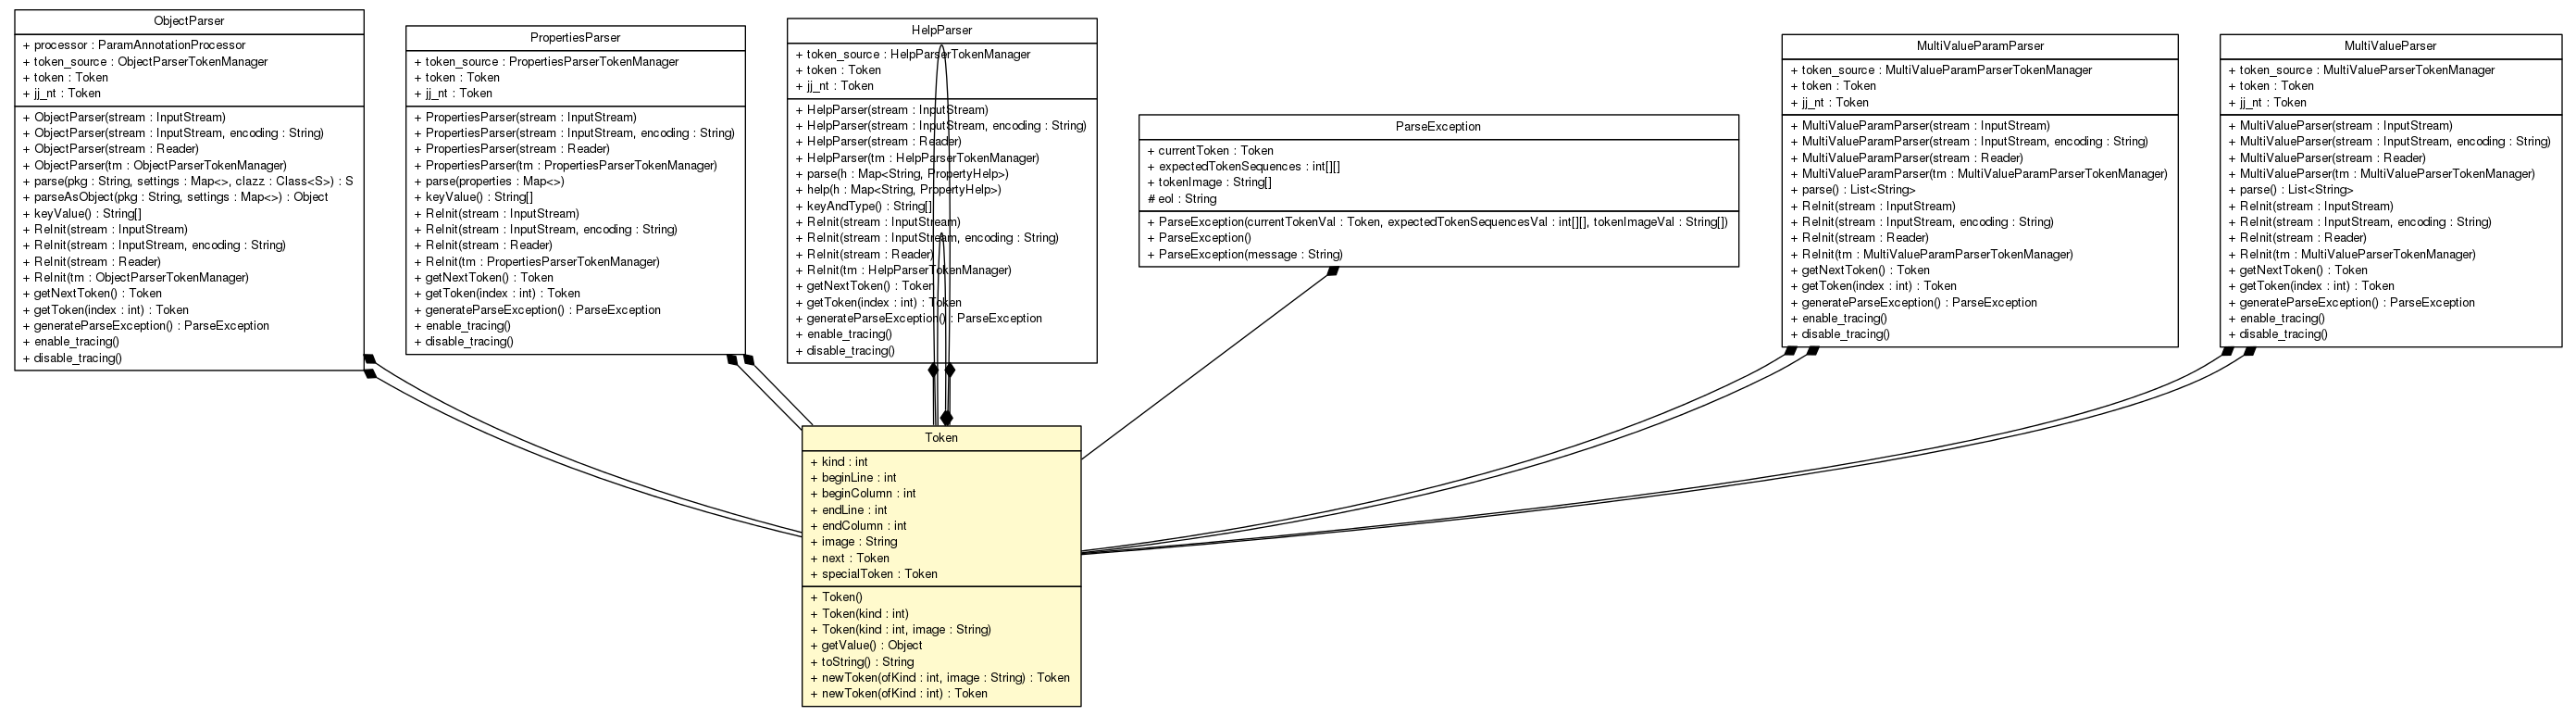 ObjectParser
+ processor : ParamAnnotationProcessor
+ token_source : ObjectParserTokenManager
+ token : Token
+ jj_nt : Token
+ ObjectParser(stream : InputStream)
+ ObjectParser(stream : InputStream, encoding : String)
+ ObjectParser(stream : Reader)
+ ObjectParser(tm : ObjectParserTokenManager)
+ parse(pkg : String, settings : Map<>, clazz : Class<S>) : S
+ parseAsObject(pkg : String, settings : Map<>) : Object
+ keyValue() : String[]
+ ReInit(stream : InputStream)
+ ReInit(stream : InputStream, encoding : String)
+ ReInit(stream : Reader)
+ ReInit(tm : ObjectParserTokenManager)
+ getNextToken() : Token
+ getToken(index : int) : Token
+ generateParseException() : ParseException
+ enable_tracing()
+ disable_tracing()
PropertiesParser
+ token_source : PropertiesParserTokenManager
+ token : Token
+ jj_nt : Token
+ PropertiesParser(stream : InputStream)
+ PropertiesParser(stream : InputStream, encoding : String)
+ PropertiesParser(stream : Reader)
+ PropertiesParser(tm : PropertiesParserTokenManager)
+ parse(properties : Map<>)
+ keyValue() : String[]
+ ReInit(stream : InputStream)
+ ReInit(stream : InputStream, encoding : String)
+ ReInit(stream : Reader)
+ ReInit(tm : PropertiesParserTokenManager)
+ getNextToken() : Token
+ getToken(index : int) : Token
+ generateParseException() : ParseException
+ enable_tracing()
+ disable_tracing()
HelpParser
+ token_source : HelpParserTokenManager
+ token : Token
+ jj_nt : Token
+ HelpParser(stream : InputStream)
+ HelpParser(stream : InputStream, encoding : String)
+ HelpParser(stream : Reader)
+ HelpParser(tm : HelpParserTokenManager)
+ parse(h : Map<String, PropertyHelp>)
+ help(h : Map<String, PropertyHelp>)
+ keyAndType() : String[]
+ ReInit(stream : InputStream)
+ ReInit(stream : InputStream, encoding : String)
+ ReInit(stream : Reader)
+ ReInit(tm : HelpParserTokenManager)
+ getNextToken() : Token
+ getToken(index : int) : Token
+ generateParseException() : ParseException
+ enable_tracing()
+ disable_tracing()
ParseException
+ currentToken : Token
+ expectedTokenSequences : int[][]
+ tokenImage : String[]
# eol : String
+ ParseException(currentTokenVal : Token, expectedTokenSequencesVal : int[][], tokenImageVal : String[])
+ ParseException()
+ ParseException(message : String)
MultiValueParamParser
+ token_source : MultiValueParamParserTokenManager
+ token : Token
+ jj_nt : Token
+ MultiValueParamParser(stream : InputStream)
+ MultiValueParamParser(stream : InputStream, encoding : String)
+ MultiValueParamParser(stream : Reader)
+ MultiValueParamParser(tm : MultiValueParamParserTokenManager)
+ parse() : List<String>
+ ReInit(stream : InputStream)
+ ReInit(stream : InputStream, encoding : String)
+ ReInit(stream : Reader)
+ ReInit(tm : MultiValueParamParserTokenManager)
+ getNextToken() : Token
+ getToken(index : int) : Token
+ generateParseException() : ParseException
+ enable_tracing()
+ disable_tracing()
MultiValueParser
+ token_source : MultiValueParserTokenManager
+ token : Token
+ jj_nt : Token
+ MultiValueParser(stream : InputStream)
+ MultiValueParser(stream : InputStream, encoding : String)
+ MultiValueParser(stream : Reader)
+ MultiValueParser(tm : MultiValueParserTokenManager)
+ parse() : List<String>
+ ReInit(stream : InputStream)
+ ReInit(stream : InputStream, encoding : String)
+ ReInit(stream : Reader)
+ ReInit(tm : MultiValueParserTokenManager)
+ getNextToken() : Token
+ getToken(index : int) : Token
+ generateParseException() : ParseException
+ enable_tracing()
+ disable_tracing()
Token
+ kind : int
+ beginLine : int
+ beginColumn : int
+ endLine : int
+ endColumn : int
+ image : String
+ next : Token
+ specialToken : Token
+ Token()
+ Token(kind : int)
+ Token(kind : int, image : String)
+ getValue() : Object
+ toString() : String
+ newToken(ofKind : int, image : String) : Token
+ newToken(ofKind : int) : Token